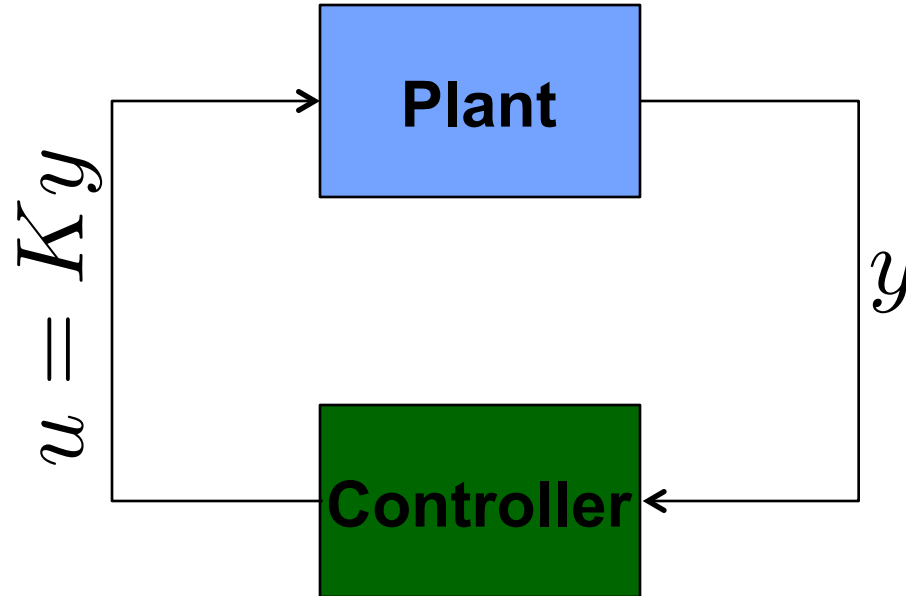 Plant
u = Ky
y
Controller